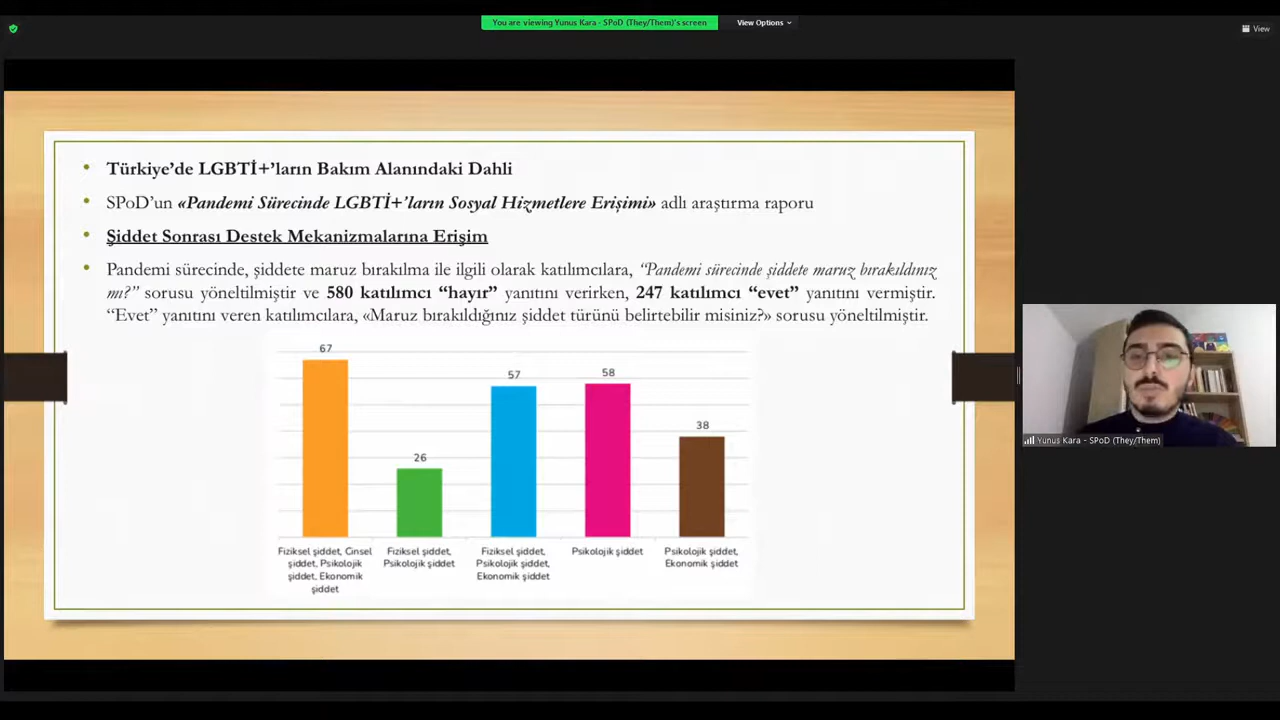 You are viewing Yunus Kara - SPoD (They/Them)'s screen
View Options
View
Türkiye’de LGBTİ+’ların Bakım Alanındaki Dahli
SPoD’un «Pandemi Sürecinde LGBTİ+’ların Sosyal Hizmetlere Erişimi» adlı araştırma raporu
Şiddet Sonrası Destek Mekanizmalarına Erişim
Pandemi sürecinde, şiddete maruz bırakılma ile ilgili olarak katılımcılara, “Pandemi sürecinde şiddete maruz bırakıldınız
mı?” sorusu yöneltilmiştir ve 580 katılımcı “hayır” yanıtını verirken, 247 katılımcı “evet” yanıtını vermiştir.
“Evet” yanıtını veren katılımcılara, «Maruz bırakıldığınız şiddet türünü belirtebilir misiniz?» sorusu yöneltilmiştir.
67
26
57
58
38
Fiziksel şiddet, Cinsel
şiddet, Psikolojik
şiddet, Ekonomik
şiddet
Fiziksel şiddet,
Psikolojik şiddet
Fiziksel şiddet,
Psikolojik şiddet,
Ekonomik şiddet
Psikolojik şiddet
Psikolojik şiddet,
Ekonomik şiddet
Yunus Kara - SPoD (They/Them)